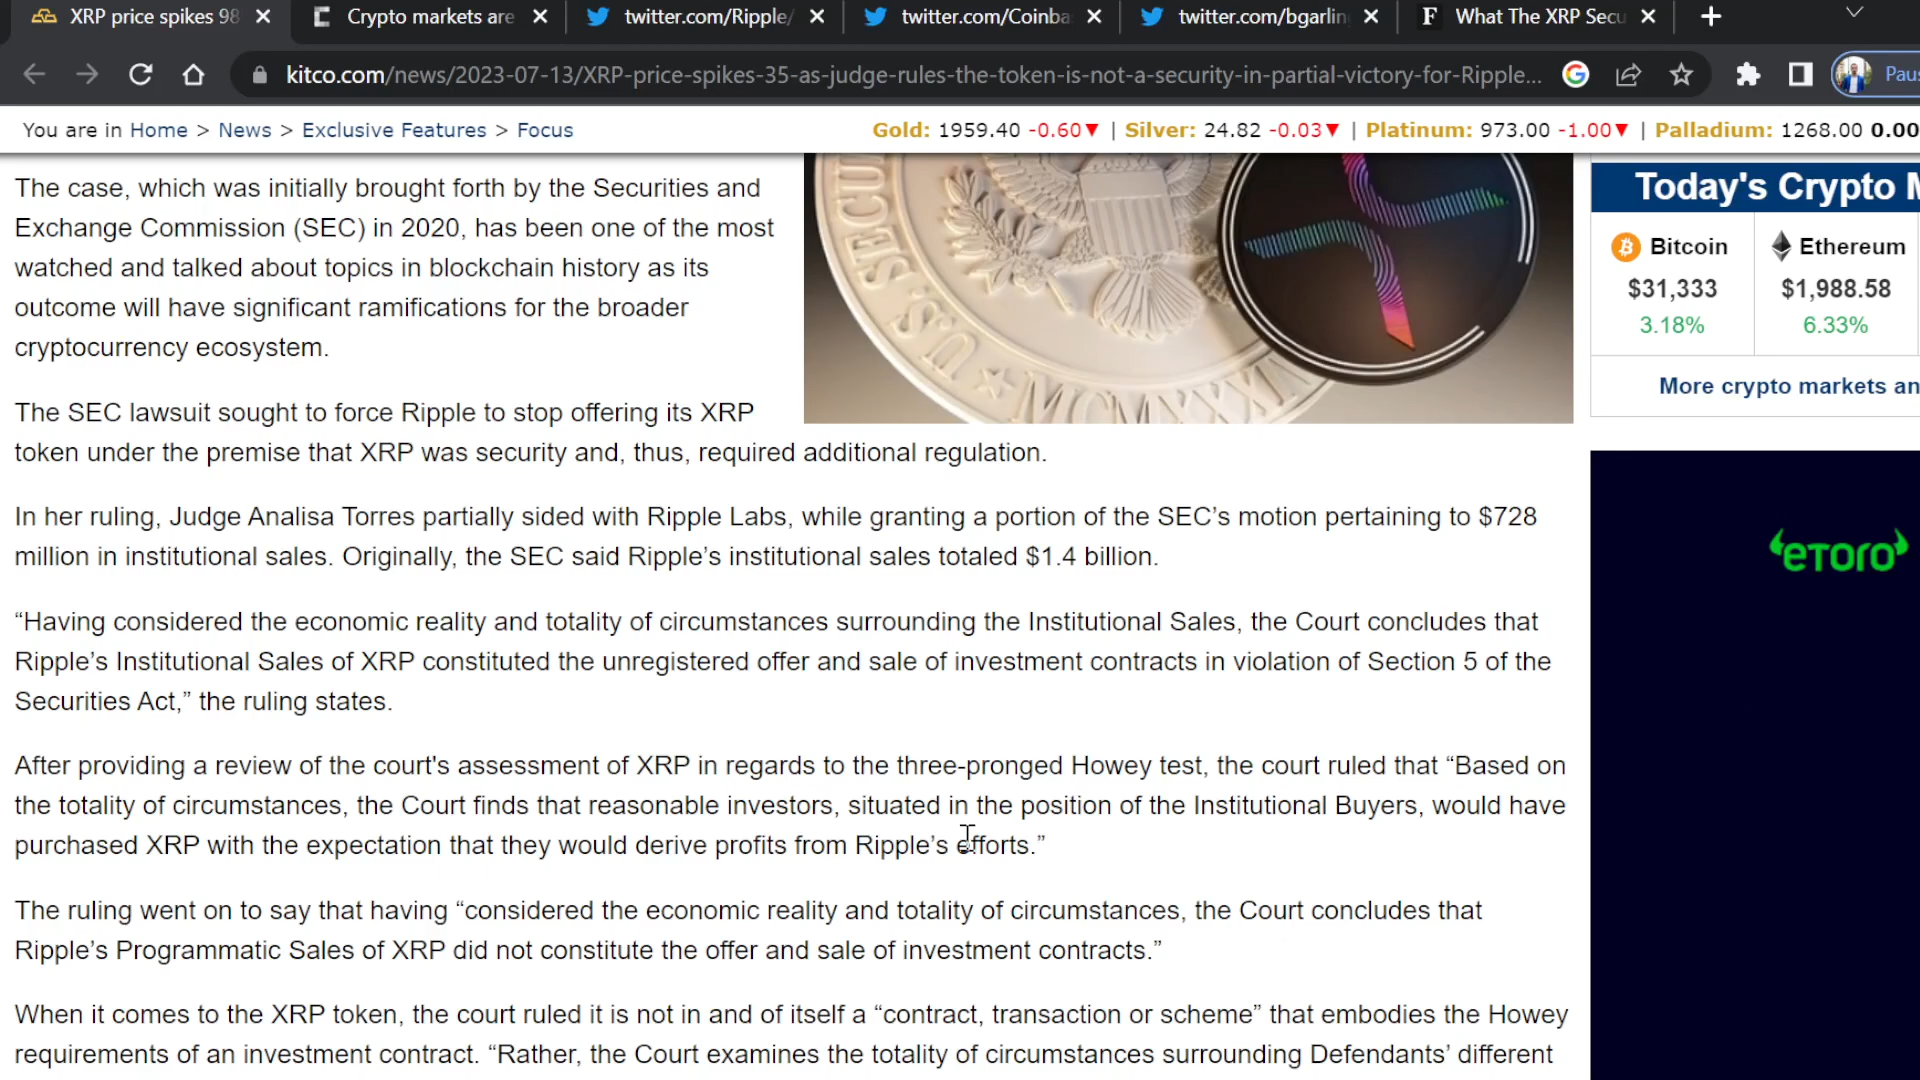 XRP price spikes 98
Crypto markets are
twitter.com/Ripple/
twitter.com/Coinba
twitter.com/bgarlin
What The XRP Secu
kitco.com/news/2023-07-13/XRP-price-spikes-35-as-judge-rules-the-token-is-not-a-security-in-partial-victory-for-Ripple...
Paus
You are in Home > News > Exclusive Features > Focus
Gold: 1959.40 -0.60▼ | Silver: 24.82 -0.03▼ | Platinum: 973.00 -1.00▼ | Palladium: 1268.00 0.00
The case, which was initially brought forth by the Securities and
Exchange Commission (SEC) in 2020, has been one of the most
watched and talked about topics in blockchain history as its
outcome will have significant ramifications for the broader
cryptocurrency ecosystem.
The SEC lawsuit sought to force Ripple to stop offering its XRP
token under the premise that XRP was security and, thus, required additional regulation.
In her ruling, Judge Analisa Torres partially sided with Ripple Labs, while granting a portion of the SEC’s motion pertaining to $728
million in institutional sales. Originally, the SEC said Ripple’s institutional sales totaled $1.4 billion.
“Having considered the economic reality and totality of circumstances surrounding the Institutional Sales, the Court concludes that
Ripple’s Institutional Sales of XRP constituted the unregistered offer and sale of investment contracts in violation of Section 5 of the
Securities Act,” the ruling states.
After providing a review of the court's assessment of XRP in regards to the three-pronged Howey test, the court ruled that “Based on
the totality of circumstances, the Court finds that reasonable investors, situated in the position of the Institutional Buyers, would have
purchased XRP with the expectation that they would derive profits from Ripple’s efforts.”
The ruling went on to say that having “considered the economic reality and totality of circumstances, the Court concludes that
Ripple’s Programmatic Sales of XRP did not constitute the offer and sale of investment contracts.”
When it comes to the XRP token, the court ruled it is not in and of itself a “contract, transaction or scheme” that embodies the Howey
requirements of an investment contract. “Rather, the Court examines the totality of circumstances surrounding Defendants’ different
U.S. SECU
MCMXXXI
Today's Crypto M
Bitcoin
$31,333
3.18%
Ethereum
$1,988.58
6.33%
More crypto markets an
eToro